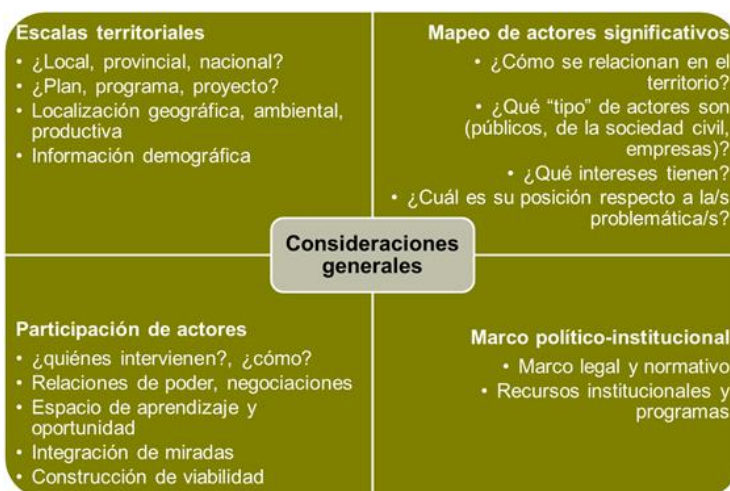 Escalas territoriales
• ¿Local, provincial, nacional?
• ¿Plan, programa, proyecto?
• Localización geográfica, ambiental,
productiva
• Información demográfica
Mapeo de actores significativos
• ¿Cómo se relacionan en el
territorio?
• ¿Qué “tipo” de actores son
(públicos, de la sociedad civil,
empresas)?
• ¿Qué intereses tienen?
• ¿Cuál es su posición respecto a la/s
problemática/s?
Consideraciones
generales
Participación de actores
• ¿quiénes intervienen?, ¿cómo?
• Relaciones de poder, negociaciones
• Espacio de aprendizaje y
oportunidad
• Integración de miradas
• Construcción de viabilidad
Marco político-institucional
• Marco legal y normativo
• Recursos institucionales y
programas